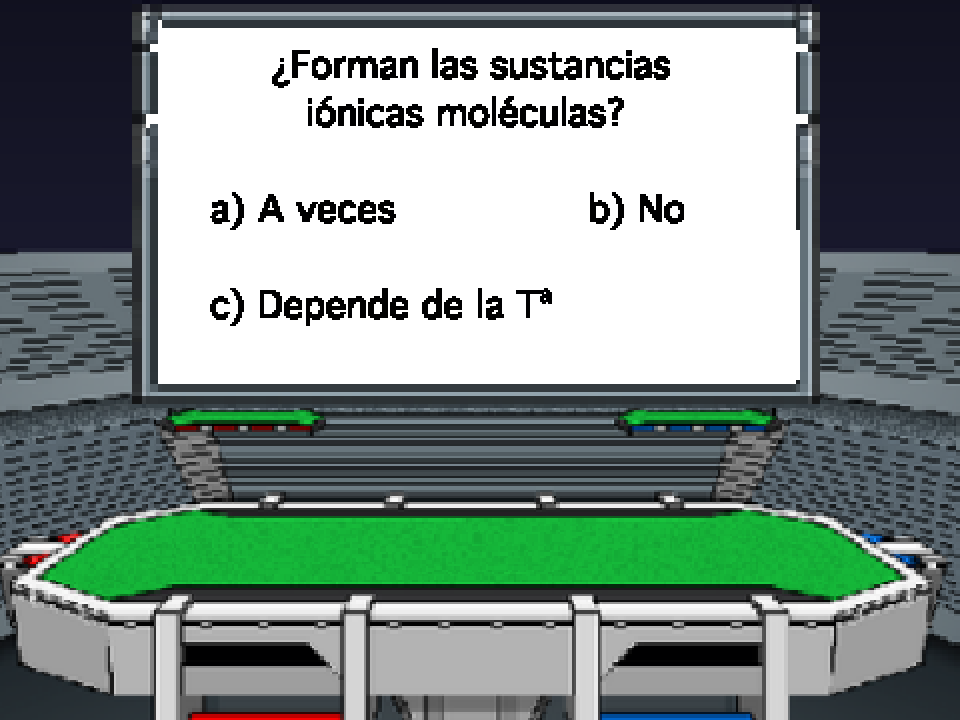 ¿Forman las sustancias
iónicas moléculas?
a) A veces b) No
c) Depende de la Tª